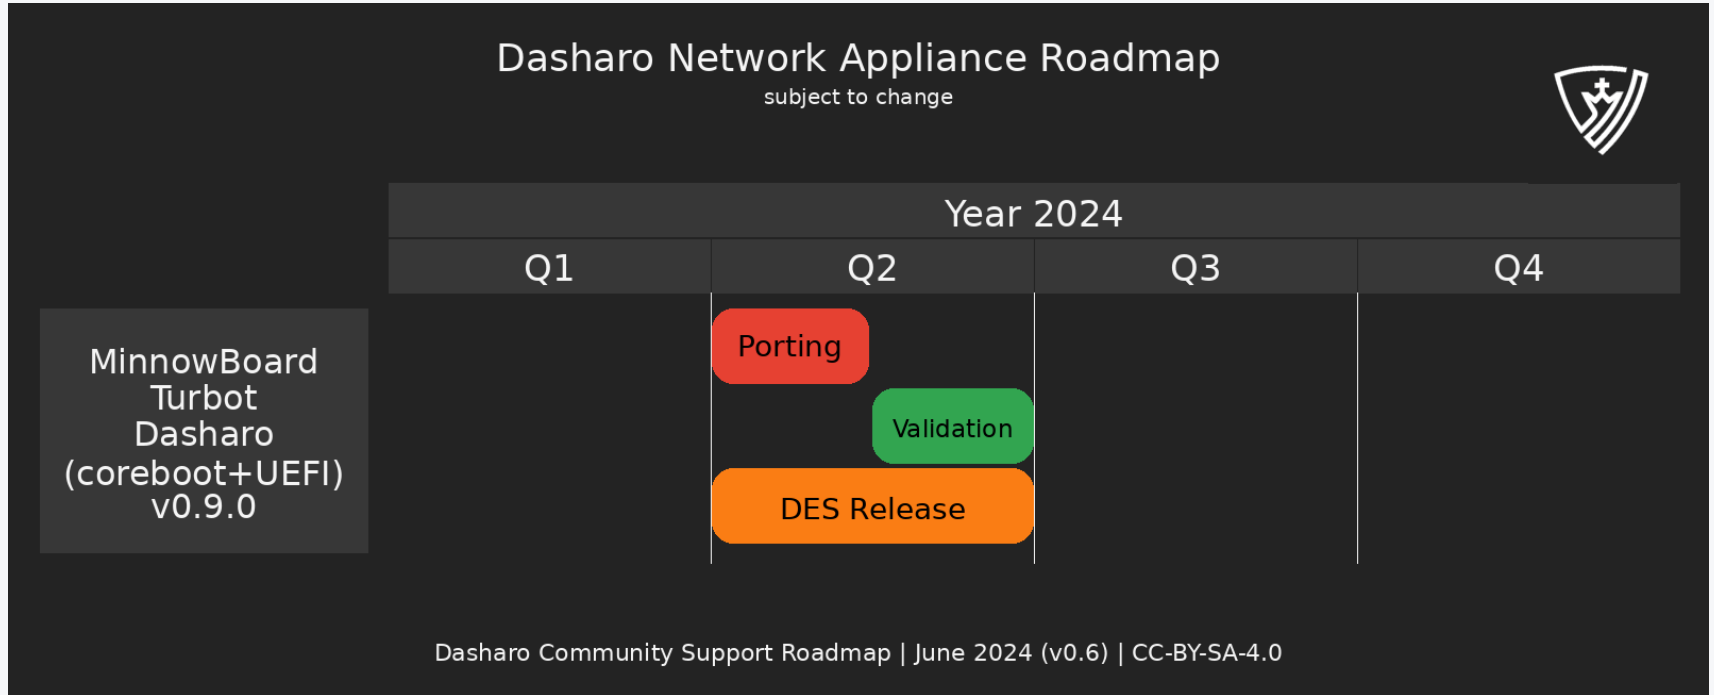 Dasharo Network Appliance Roadmap
subject to change
Year 2024
Q1
Q2
Q3
Q4
MinnowBoard
Turbot
Dasharo
(coreboot+UEFI)
v0.9.0
Porting
Validation
DES Release
Dasharo Community Support Roadmap | June 2024 (v0.6) | CC-BY-SA-4.0